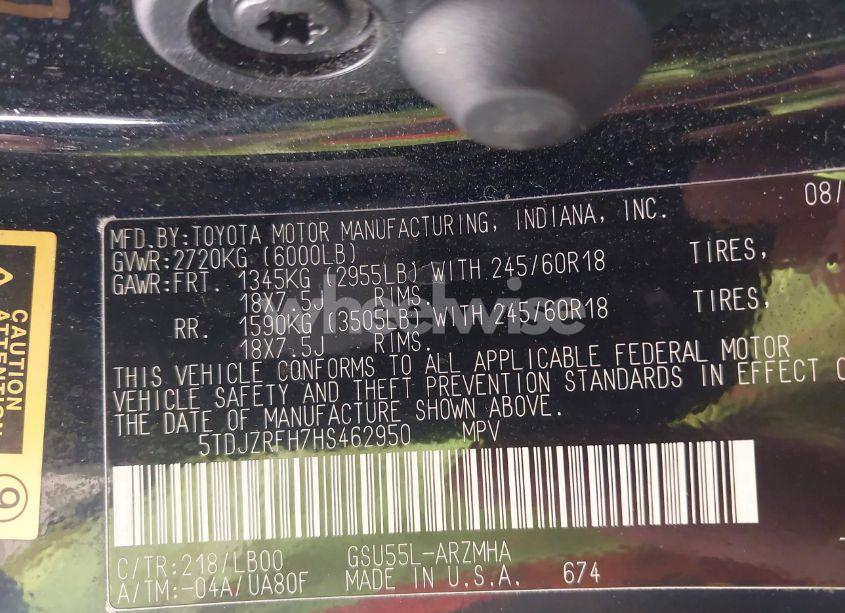 08/
MFD.BY:TOYOTA MOTOR MANUFACTURING, INDIANA, INC.
GVWR:2720KG (6000LB)
GAWR:FRT. 1345KG (2955LB) WITH 245/60R18 TIRES,
18X7.5J RIMS.
RR. 1590KG (3505LB) WITH 245/60R18 TIRES,
18X7.5J RIMS.
THIS VEHICLE CONFORMS TO ALL APPLICABLE FEDERAL MOTOR
VEHICLE SAFETY AND THEFT PREVENTION STANDARDS IN EFFECT O
THE DATE OF MANUFACTURE SHOWN ABOVE.
5TDJZRFH7HS462950 MPV
C/TR:218/LB00 GSU55L-ARZMHA
A/TM:-04A/UA80F MADE IN U.S.A. 674
CAUTION
ATTENTION
wheelwise